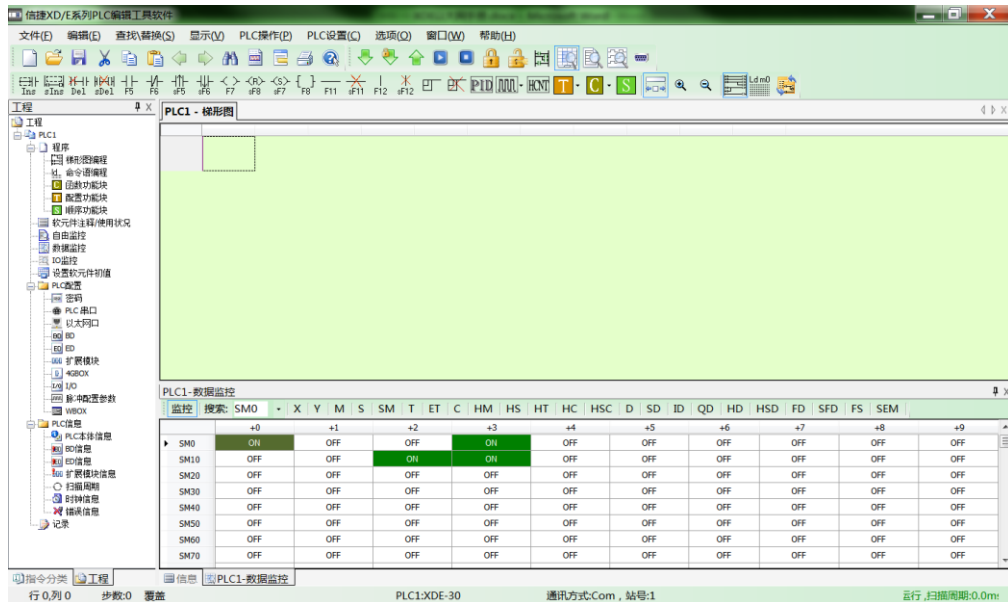 信捷XD/E系列PLC编辑工具软件
文件(F) 编辑(E) 查找\替换(S) 显示(V) PLC操作(P) PLC设置(C) 选项(O) 窗口(W) 帮助(H)
Ins sIns Del sDel F5 F6 sF5 sF6 F7 sF8 sF7 F8 F11 sF11 F12 sF12 PID HCNT T C S Ldm0
工程
PLC1 - 梯形图
工程
PLC1
程序
梯形图编程
命令语编程
函数功能块
配置功能块
顺序功能块
软元件注释/使用状况
自由监控
数据监控
IO监控
设置软元件初值
PLC配置
密码
PLC 串口
以太网口
BD
ED
扩展模块
4GBOX
I/O
脉冲配置参数
WBOX
PLC信息
PLC本体信息
BD信息
ED信息
扩展模块信息
扫描周期
时钟信息
错误信息
记录
PLC1-数据监控
监控 搜索: SM0 X Y M S SM T ET C HM HS HT HC HSC D SD ID QD HD HSD FD SFD FS SEM
+0 +1 +2 +3 +4 +5 +6 +7 +8 +9
SM0 ON OFF OFF ON OFF OFF OFF OFF OFF OFF
SM10 OFF OFF ON ON OFF OFF OFF OFF OFF OFF
SM20 OFF OFF OFF OFF OFF OFF OFF OFF OFF OFF
SM30 OFF OFF OFF OFF OFF OFF OFF OFF OFF OFF
SM40 OFF OFF OFF OFF OFF OFF OFF OFF OFF OFF
SM50 OFF OFF OFF OFF OFF OFF OFF OFF OFF OFF
SM60 OFF OFF OFF OFF OFF OFF OFF OFF OFF OFF
SM70 OFF OFF OFF OFF OFF OFF OFF OFF OFF OFF
指令分类 工程 信息 PLC1-数据监控
行 0,列 0 步数:0 覆盖 PLC1:XDE-30 通讯方式:Com，站号:1 运行 ,扫描周期:0.0ms